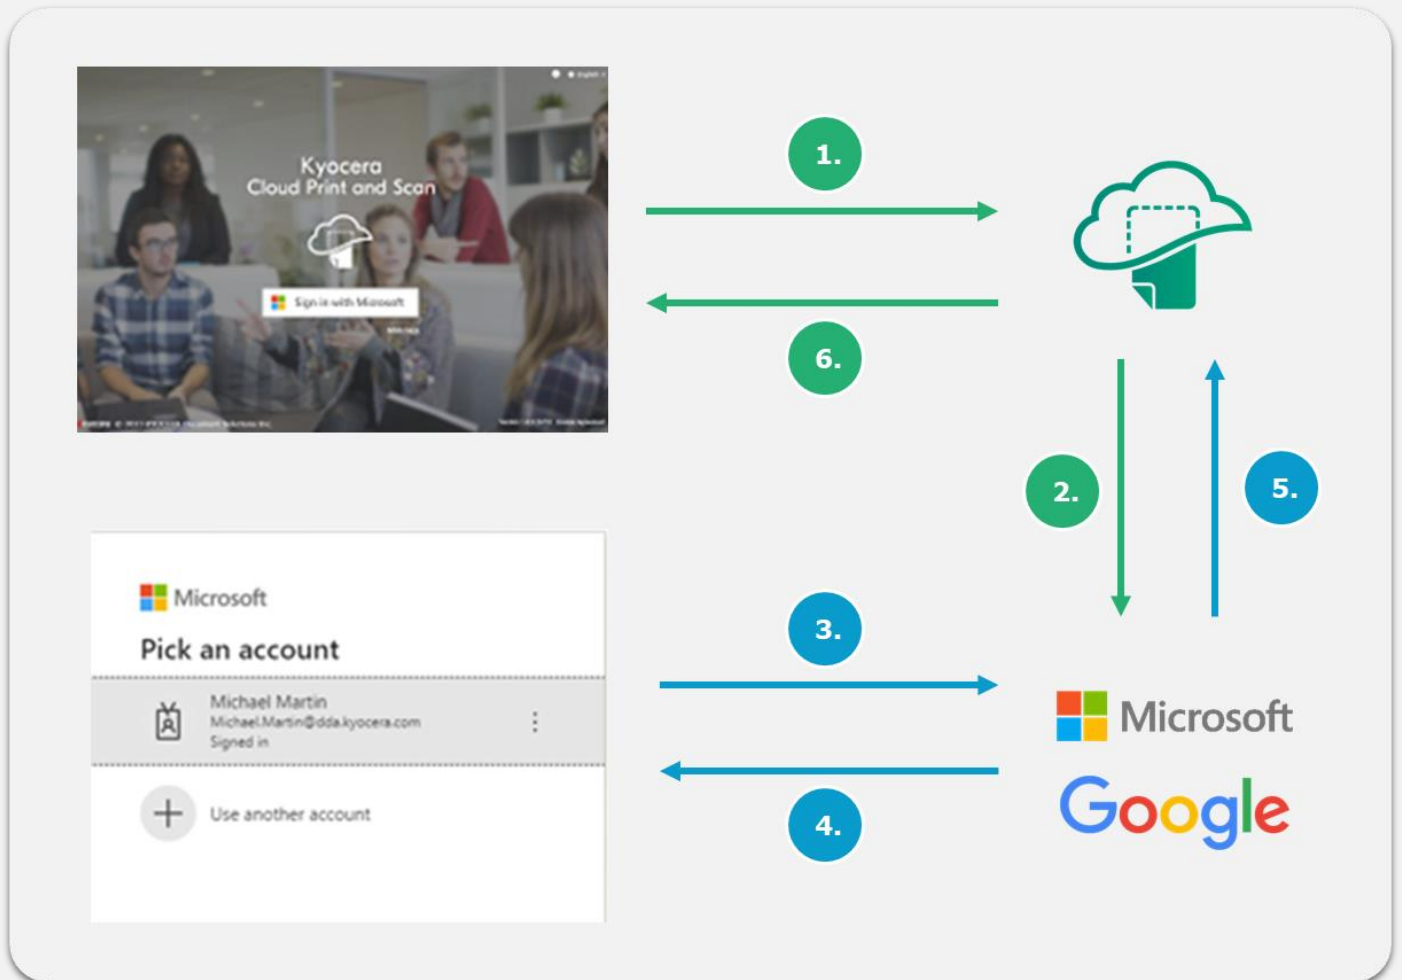 English
Kyocera
Cloud Print and Scan
Sign in with Microsoft
1.
6.
2.
5.
Microsoft
Pick an account
Michael Martin
Michael.Martin@dda.kyocera.com
Signed in
Use another account
3.
4.
Microsoft
Google